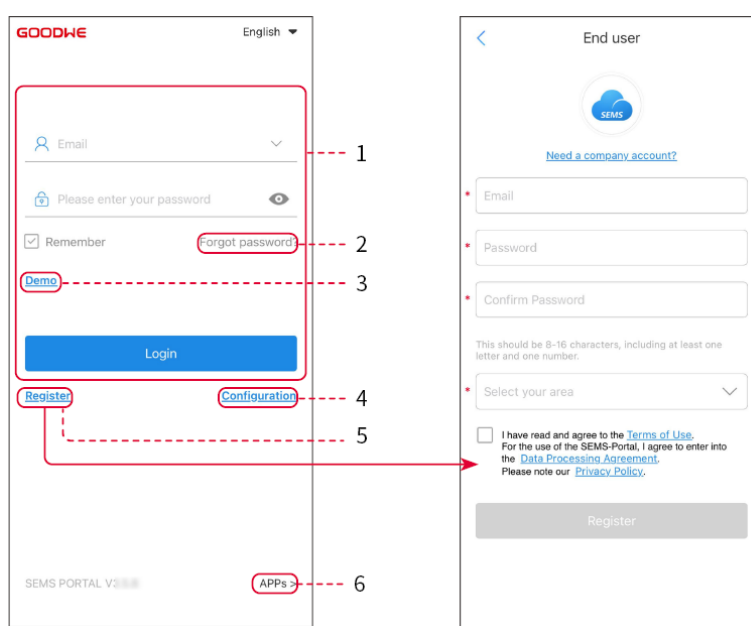 GOODWE
English
Email
1
Please enter your password
Remember
Forgot password?
2
Demo
3
Login
Register
Configuration
4
5
SEMS PORTAL
APPs >
6
End user
SEMS
Need a company account?
* Email
* Password
* Confirm Password
This should be 8-16 characters, including at least one
letter and one number.
* Select your area
I have read and agree to the Terms of Use.
For the use of the SEMS-Portal, I agree to enter into
the Data Processing Agreement.
Please note our Privacy Policy.
Register